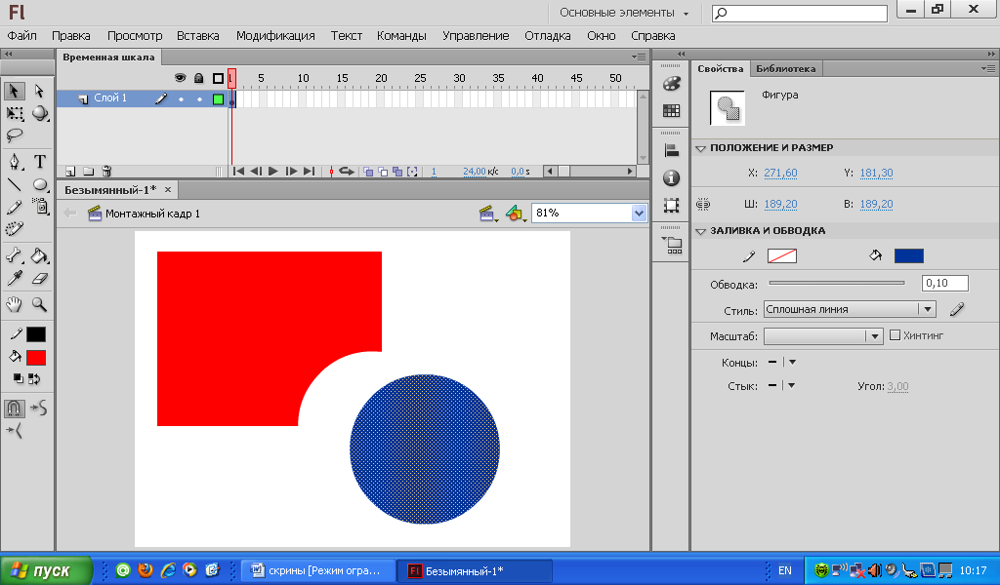 Fl
Основные элементы
Файл Правка Просмотр Вставка Модификация Текст Команды Управление Отладка Окно Справка
Временная шкала
1 5 10 15 20 25 30 35 40 45 50
Слой 1
1 24,00 к/с 0,0 s
Безымянный-1* ×
Монтажный кадр 1
81%
T
Свойства Библиотека
Фигура
ПОЛОЖЕНИЕ И РАЗМЕР
X: 271,60 Y: 181,30
Ш: 189,20 В: 189,20
ЗАЛИВКА И ОБВОДКА
Обводка: 0,10
Стиль: Сплошная линия
Масштаб: Хинтинг
Концы:
Стык: Угол: 3,00
пуск
скрины [Режим огра...
Fl Безымянный-1*
EN
10:17